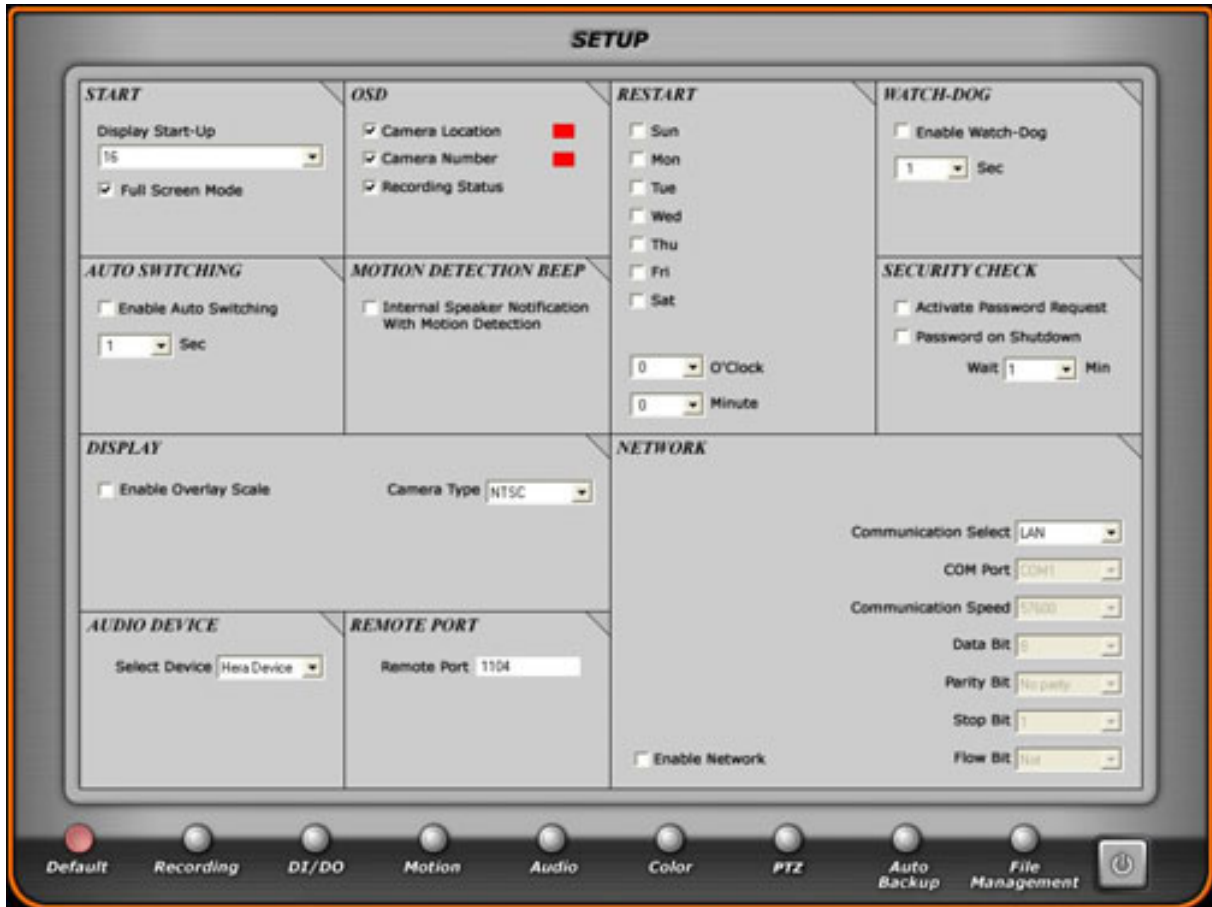 SETUP
START
Display Start-Up
16
Full Screen Mode
OSD
Camera Location
Camera Number
Recording Status
RESTART
Sun
Mon
Tue
Wed
Thu
Fri
Sat
0 O'Clock
0 Minute
WATCH-DOG
Enable Watch-Dog
1 Sec
AUTO SWITCHING
Enable Auto Switching
1 Sec
MOTION DETECTION BEEP
Internal Speaker Notification
With Motion Detection
SECURITY CHECK
Activate Password Request
Password on Shutdown
Wait 1 Min
DISPLAY
Enable Overlay Scale
Camera Type NTSC
NETWORK
Communication Select LAN
COM Port COM1
Communication Speed 57600
Data Bit 8
Parity Bit No parity
Stop Bit 1
Flow Bit
Enable Network
AUDIO DEVICE
Select Device Hera Device
REMOTE PORT
Remote Port 1104
Default
Recording
DI/DO
Motion
Audio
Color
PTZ
Auto
Backup
File
Management